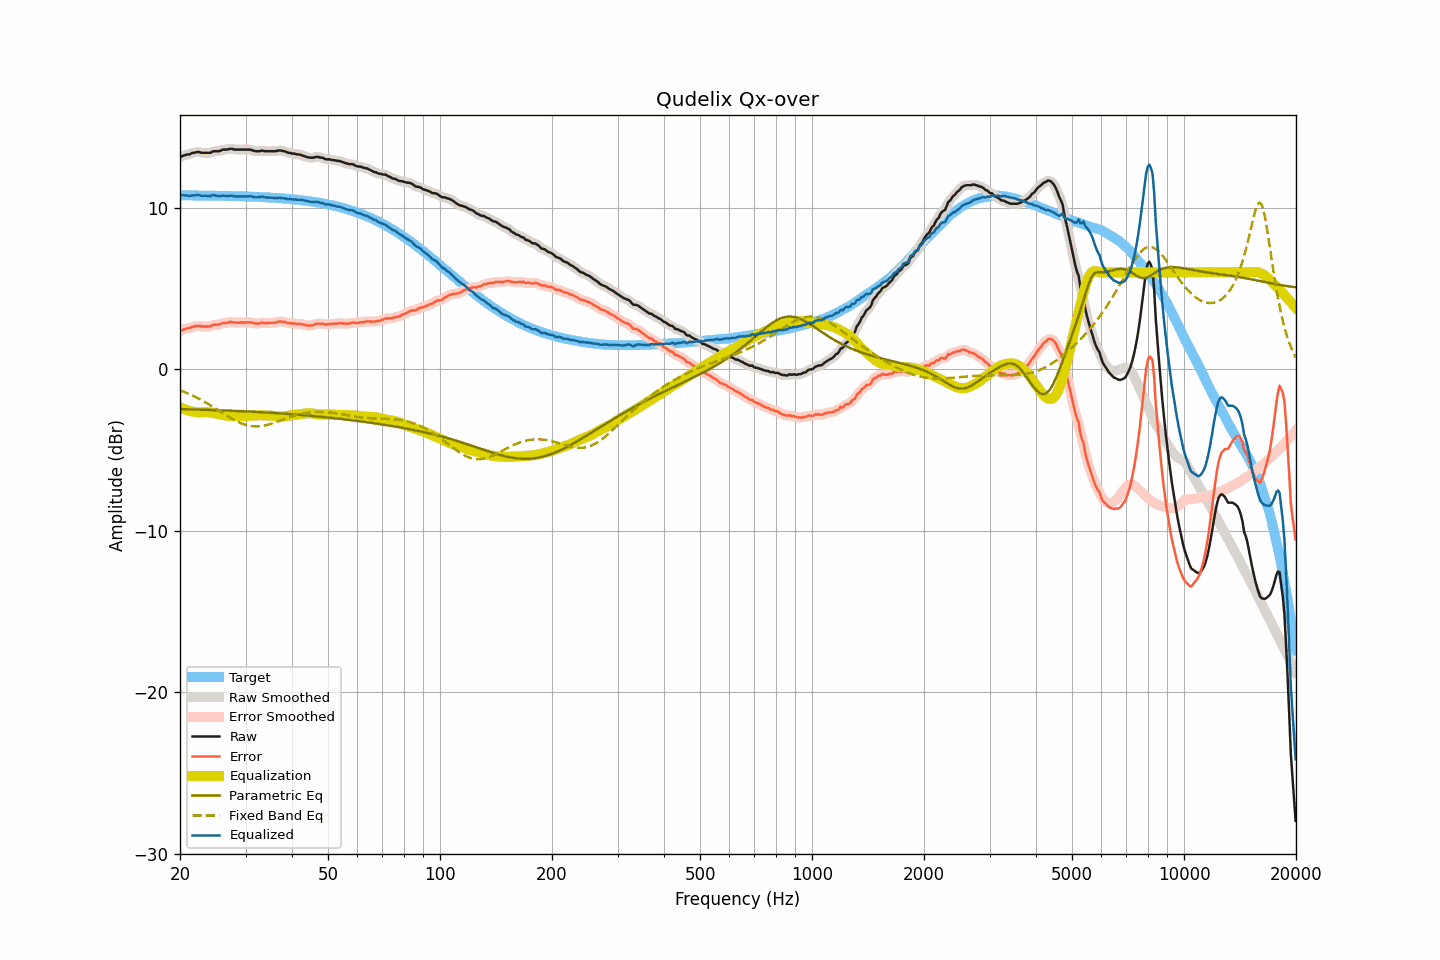 Qudelix Qx-over
10
0
−10
−20
−30
Amplitude (dBr)
Target
Raw Smoothed
Error Smoothed
Raw
Error
Equalization
Parametric Eq
Fixed Band Eq
Equalized
20 50 100 200 500 1000 2000 5000 10000 20000
Frequency (Hz)